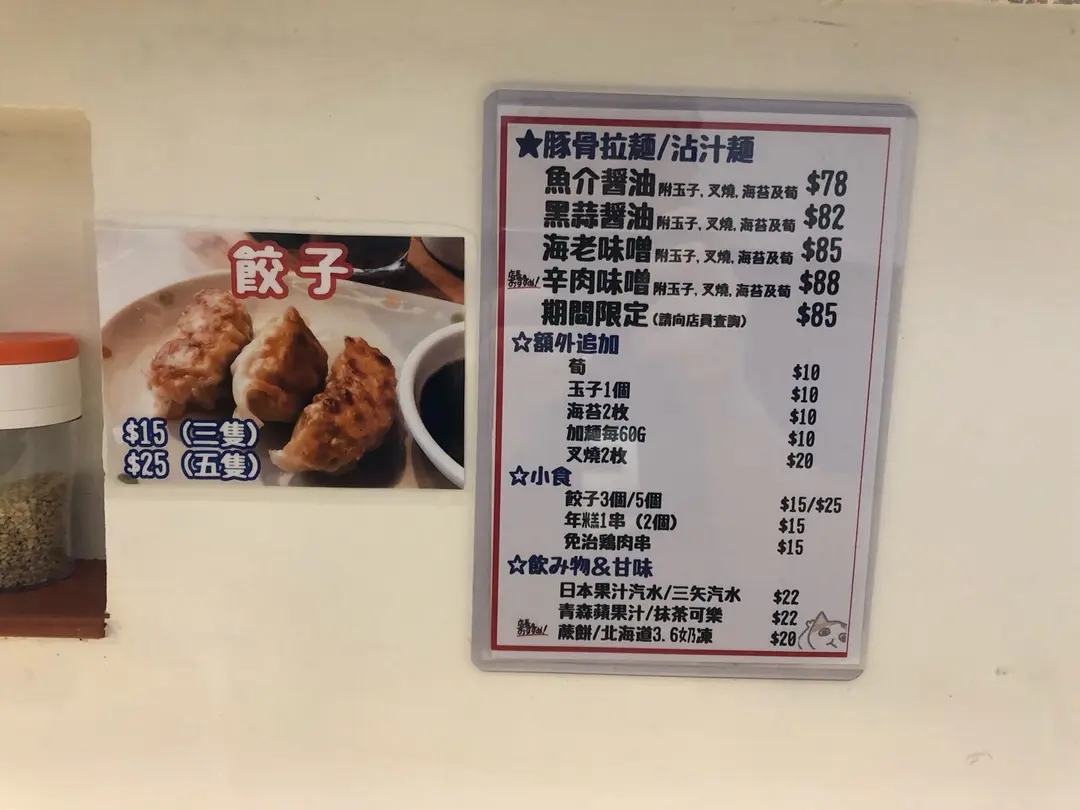 餃子
$15 (三隻)
$25 (五隻)
★豚骨拉麵/沾汁麵
魚介醬油 附玉子, 叉燒, 海苔及荀 $78
黑蒜醬油 附玉子, 叉燒, 海苔及荀 $82
海老味噌 附玉子, 叉燒, 海苔及荀 $85
辛肉味噌 附玉子, 叉燒, 海苔及荀 $88
期間限定 (請向店員查詢) $85
☆額外追加
荀 $10
玉子1個 $10
海苔2枚 $10
加麵每60G $10
叉燒2枚 $20
☆小食
餃子3個/5個 $15/$25
年糕1串 (2個) $15
免治鶏肉串 $15
☆飲み物&甘味
日本果汁汽水/三矢汽水 $22
青森蘋果汁/抹茶可樂 $22
蕨餅/北海道3.6奶凍 $20